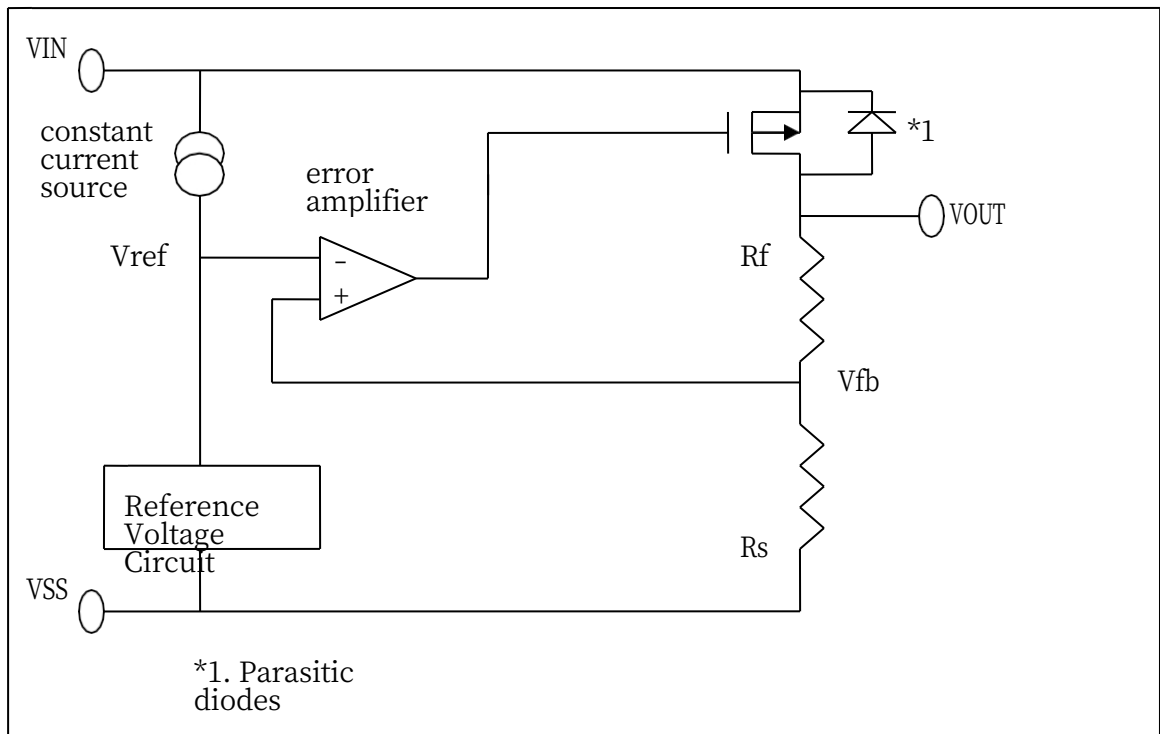 VIN
constant
current
source
*1
error
amplifier
VOUT
Vref
Rf
–
+
Vfb
Reference
Voltage
Circuit
Rs
VSS
*1. Parasitic
diodes